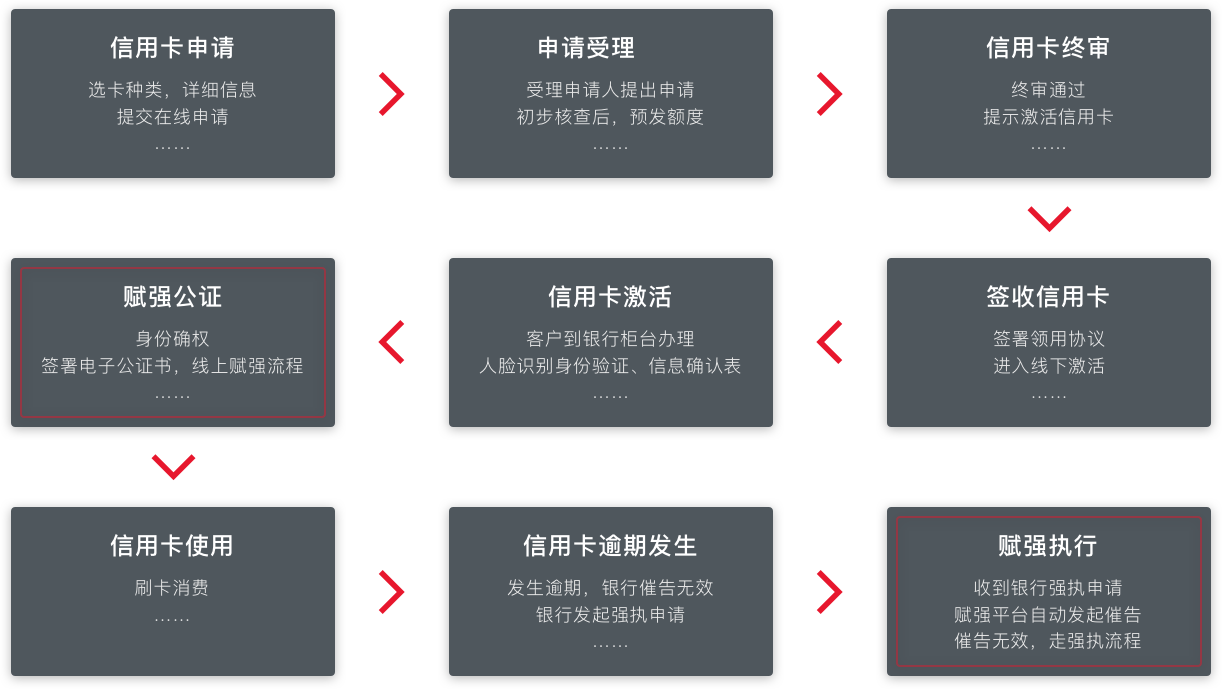 信用卡申请
选卡种类，详细信息
提交在线申请
……
申请受理
受理申请人提出申请
初步核查后，预发额度
……
信用卡终审
终审通过
提示激活信用卡
……
签收信用卡
签署领用协议
进入线下激活
……
信用卡激活
客户到银行柜台办理
人脸识别身份验证、信息确认表
……
赋强公证
身份确权
签署电子公证书，线上赋强流程
……
信用卡使用
刷卡消费
……
信用卡逾期发生
发生逾期，银行催告无效
银行发起强执申请
……
赋强执行
收到银行强执申请
赋强平台自动发起催告
催告无效，走强执流程